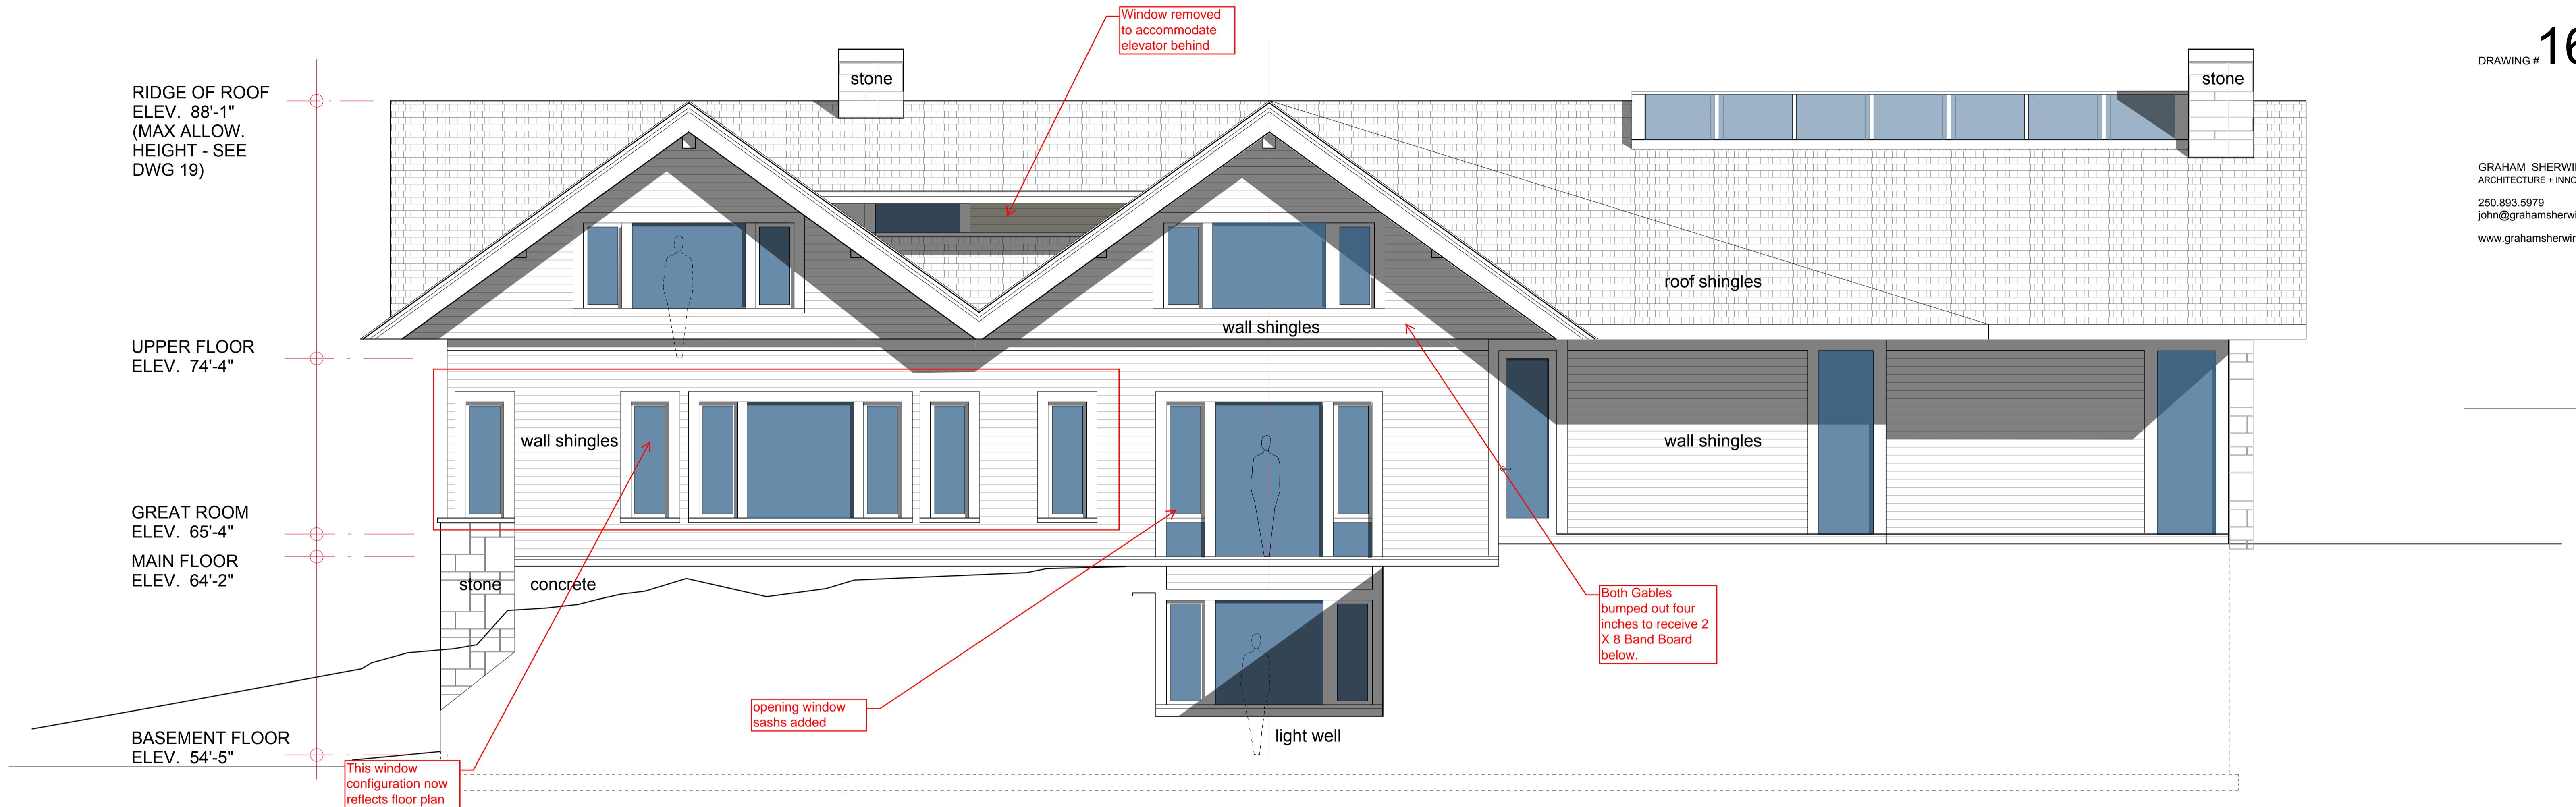 Window removed
to accommodate
elevator behind
DRAWING # 16
stone
stone
RIDGE OF ROOF
ELEV. 88'-1"
(MAX ALLOW.
HEIGHT - SEE
DWG 19)
GRAHAM SHERWI
ARCHITECTURE + INNO
250.893.5979
john@grahamsherwi
www.grahamsherwin
roof shingles
wall shingles
UPPER FLOOR
ELEV. 74'-4"
wall shingles
wall shingles
GREAT ROOM
ELEV. 65'-4"
MAIN FLOOR
ELEV. 64'-2"
stone
concrete
Both Gables
bumped out four
inches to receive 2
X 8 Band Board
below.
opening window
sashs added
light well
BASEMENT FLOOR
ELEV. 54'-5"
This window
configuration now
reflects floor plan